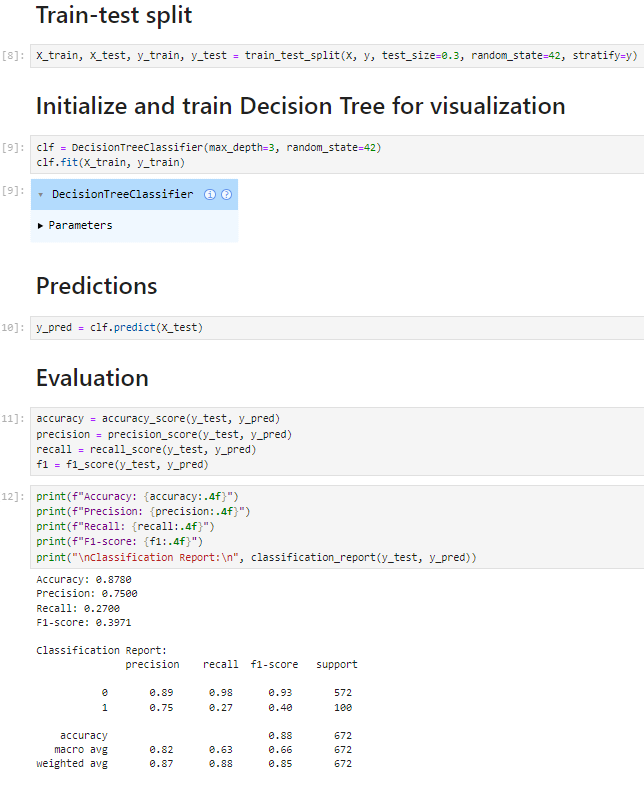 Train-test split
[8]: X_train, X_test, y_train, y_test = train_test_split(X, y, test_size=0.3, random_state=42, stratify=y)
Initialize and train Decision Tree for visualization
[9]: clf = DecisionTreeClassifier(max_depth=3, random_state=42)
clf.fit(X_train, y_train)
[9]: ▾ DecisionTreeClassifier i ?
▸ Parameters
Predictions
10]: y_pred = clf.predict(X_test)
Evaluation
11]: accuracy = accuracy_score(y_test, y_pred)
precision = precision_score(y_test, y_pred)
recall = recall_score(y_test, y_pred)
f1 = f1_score(y_test, y_pred)
12]: print(f"Accuracy: {accuracy:.4f}")
print(f"Precision: {precision:.4f}")
print(f"Recall: {recall:.4f}")
print(f"F1-score: {f1:.4f}")
print("\nClassification Report:\n", classification_report(y_test, y_pred))
Accuracy: 0.8780
Precision: 0.7500
Recall: 0.2700
F1-score: 0.3971
Classification Report:
precision recall f1-score support
0 0.89 0.98 0.93 572
1 0.75 0.27 0.40 100
accuracy 0.88 672
macro avg 0.82 0.63 0.66 672
weighted avg 0.87 0.88 0.85 672